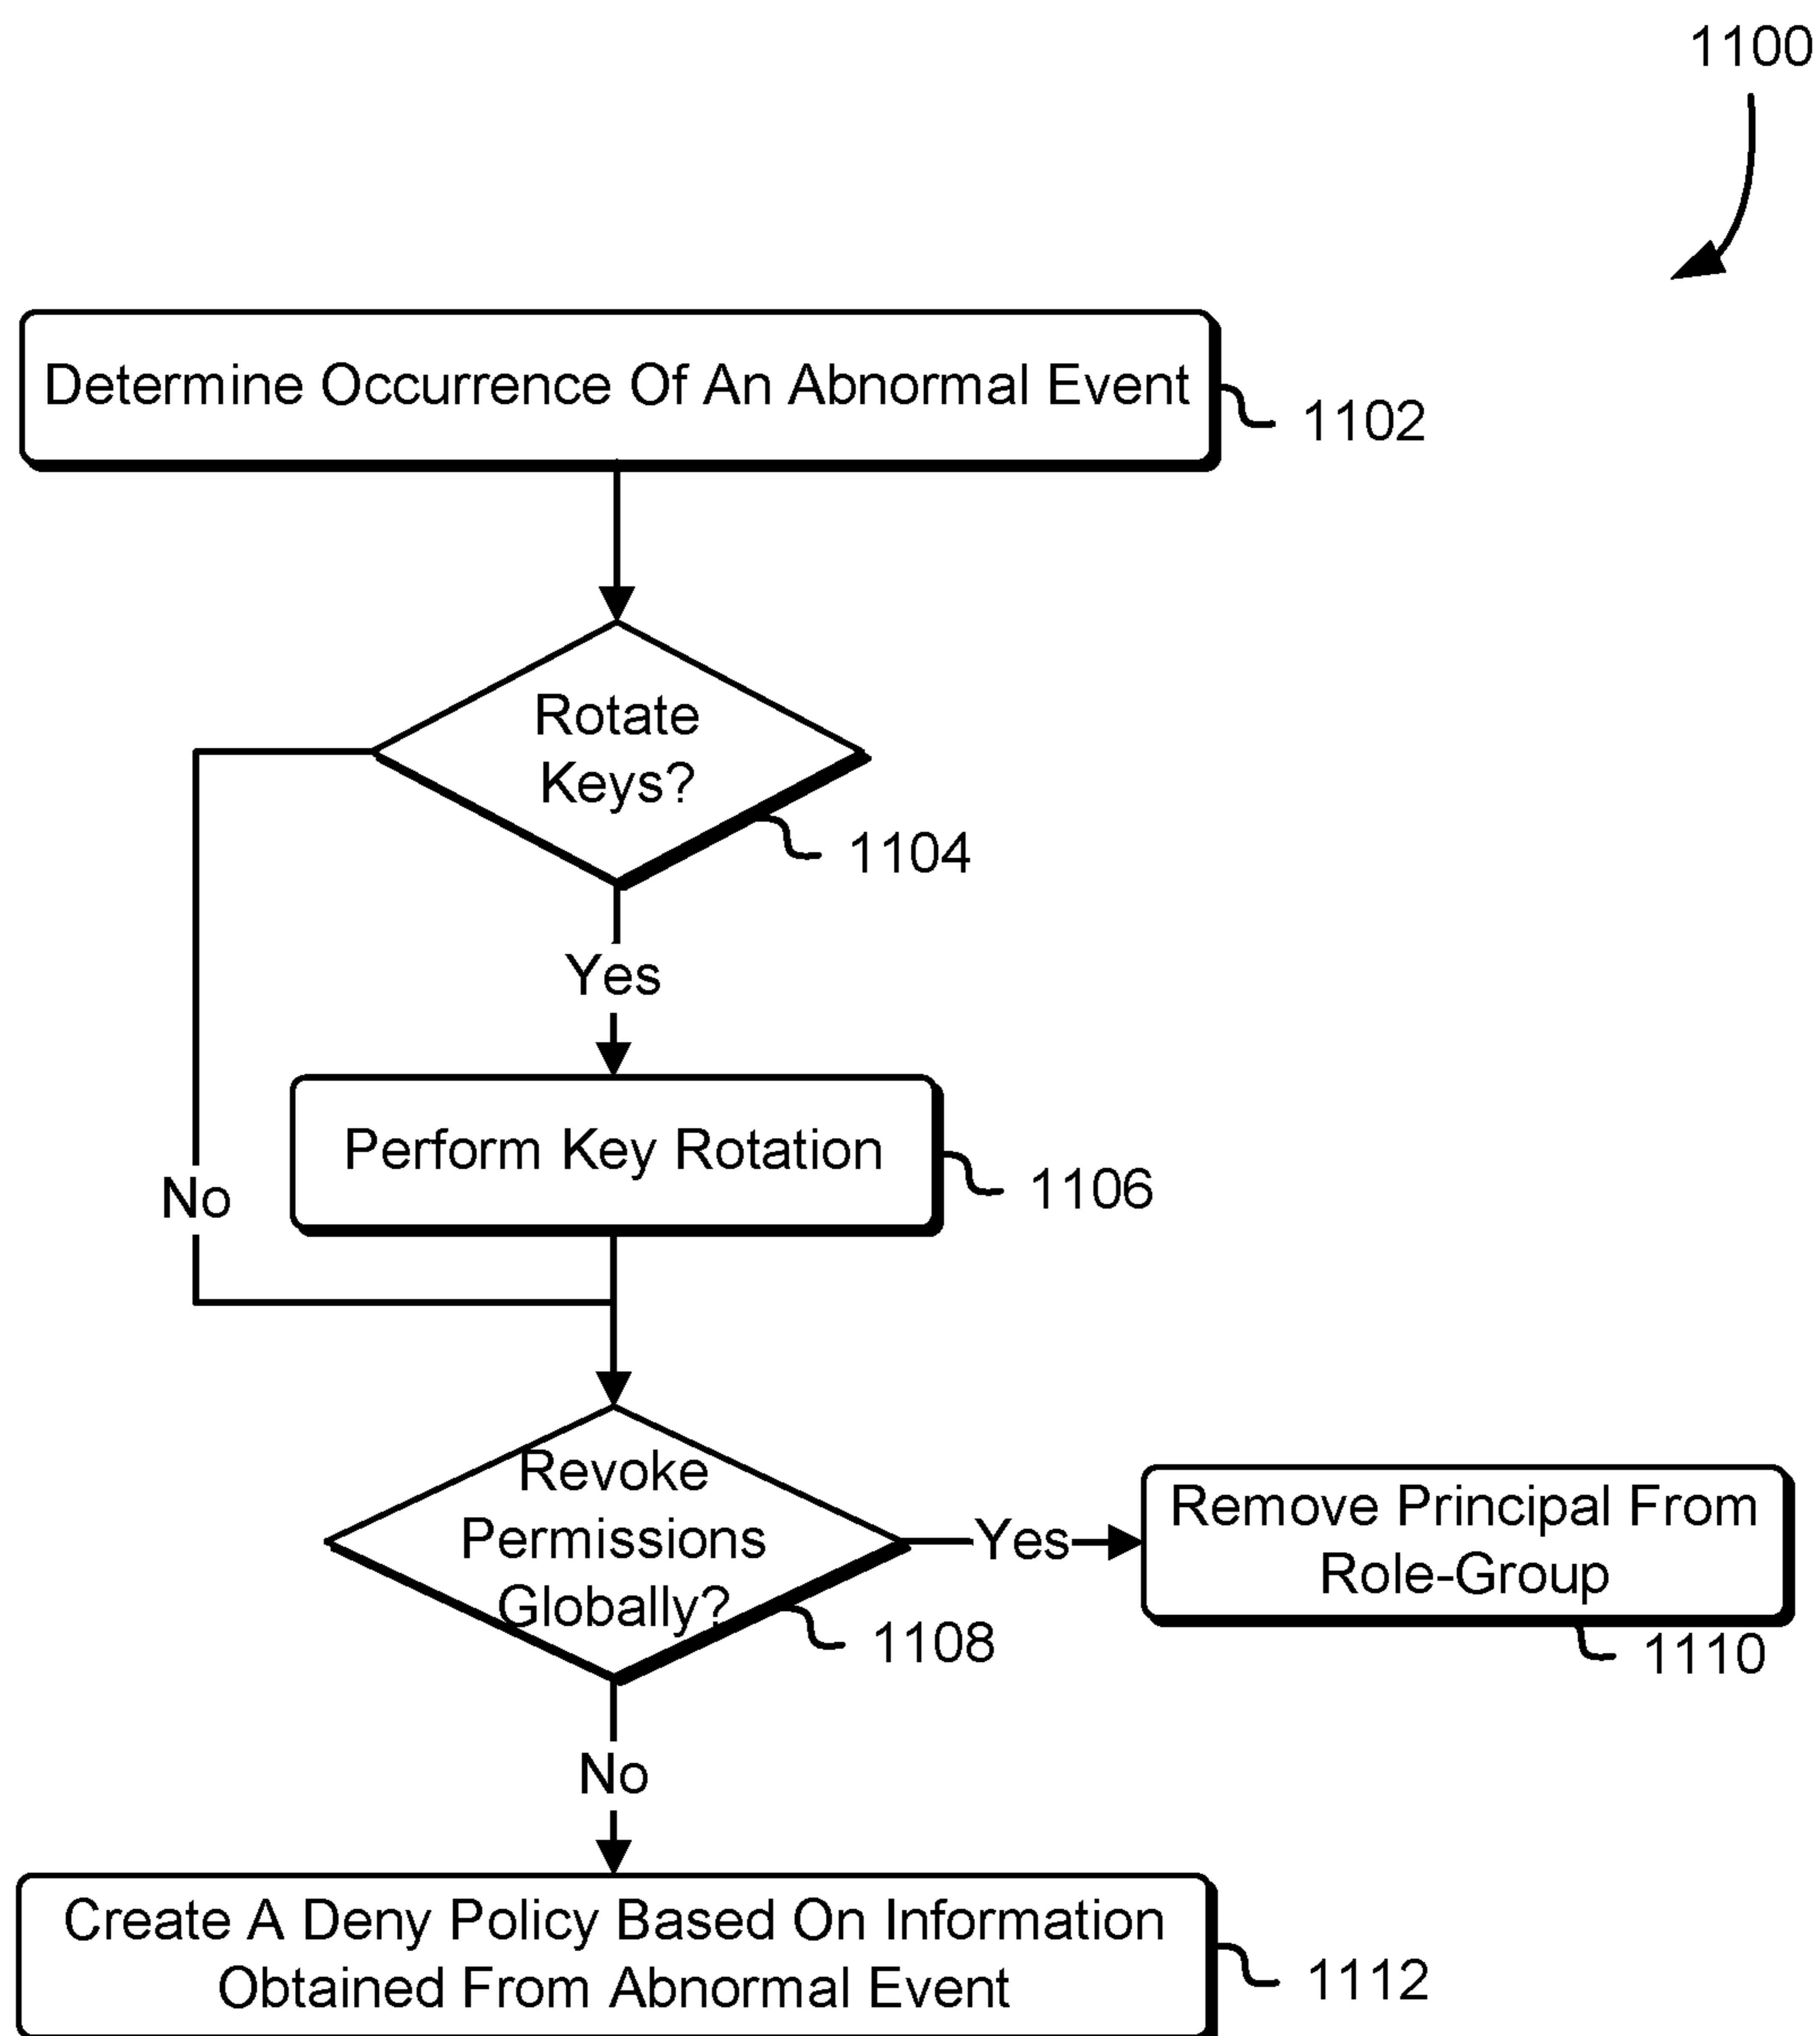 1100
Determine Occurrence Of An Abnormal Event
1102
Rotate
Keys?
1104
Yes
Perform Key Rotation
1106
No
Revoke
Permissions
Globally?
1108
Yes
Remove Principal From
Role-Group
1110
No
Create A Deny Policy Based On Information
Obtained From Abnormal Event
1112